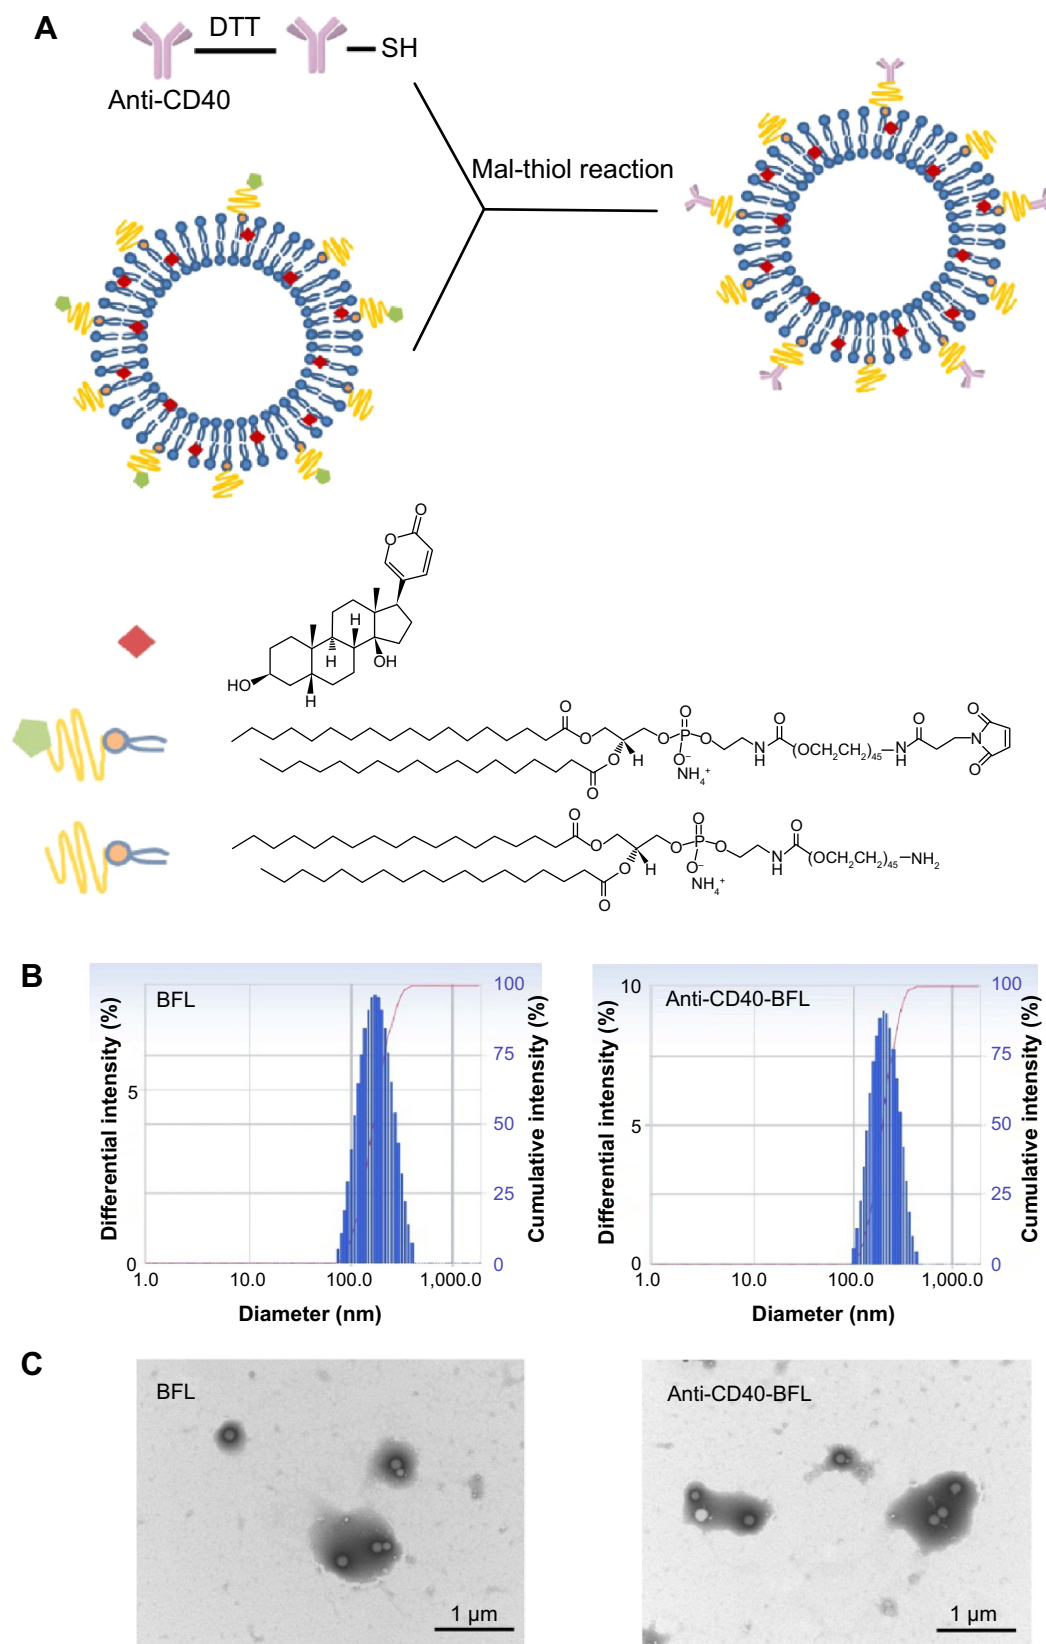 A
DTT
SH
Anti-CD40
Mal-thiol reaction
O
O
H
H
OH
HO
H
O
O
O
O
P
O
O
N
H
O
(OCH₂CH₂)₄₅
N
H
O
N
O
O
O
H
O⁻
NH₄⁺
O
O
O
O
O
P
O
O
N
H
O
(OCH₂CH₂)₄₅
NH₂
O
H
O⁻
NH₄⁺
O
B
BFL
Differential intensity (%)
5
0
100
75
50
25
0
Cumulative intensity (%)
1.0 10.0 100.0 1,000.0
Diameter (nm)
Anti-CD40-BFL
Differential intensity (%)
10
5
0
100
75
50
25
0
Cumulative intensity (%)
1.0 10.0 100.0 1,000.0
Diameter (nm)
C
BFL
1 µm
Anti-CD40-BFL
1 µm